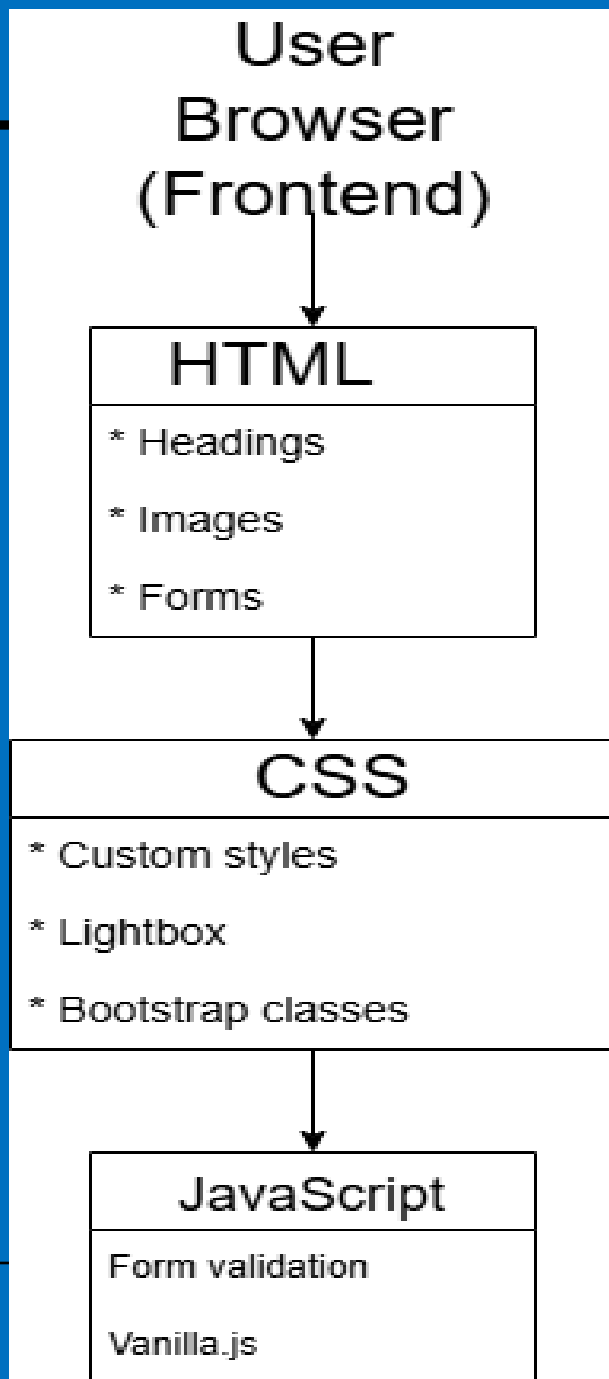 User
Browser
(Frontend)
HTML
* Headings
* Images
* Forms
CSS
* Custom styles
* Lightbox
* Bootstrap classes
JavaScript
Form validation
Vanilla.js